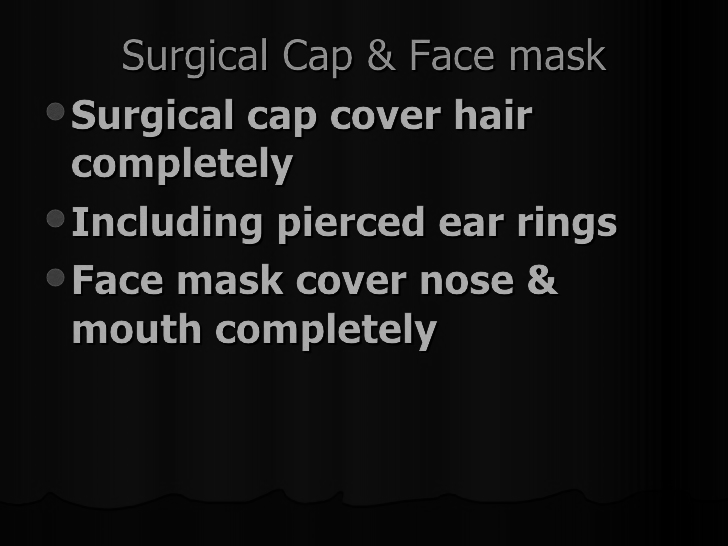 Surgical Cap & Face mask
Surgical cap cover hair
completely
Including pierced ear rings
Face mask cover nose &
mouth completely